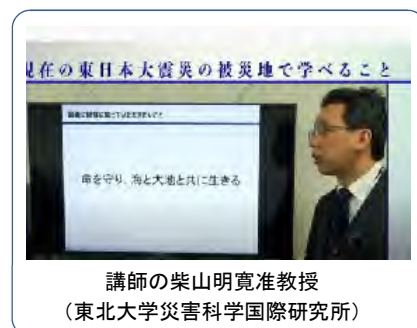 現在の東日本大震災の被災地で学べること
命を守り、海と大地と共に生きる
講師の柴山明寛准教授
（東北大学災害科学国際研究所）